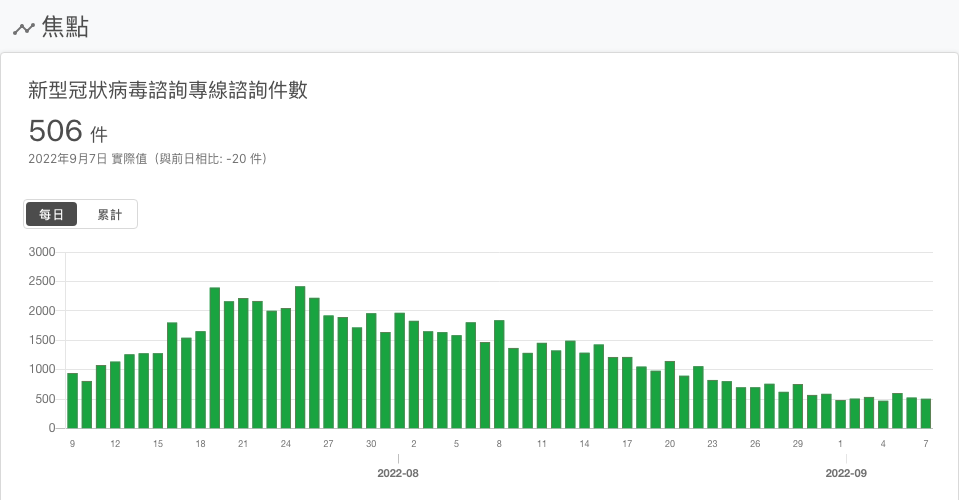 焦點
新型冠狀病毒諮詢專線諮詢件數
506 件
2022年9月7日 實際值（與前日相比: -20 件）
每日 累計
3000
2500
2000
1500
1000
500
0
9 12 15 18 21 24 27 30 2 5 8 11 14 17 20 23 26 29 1 4 7
2022-08 2022-09